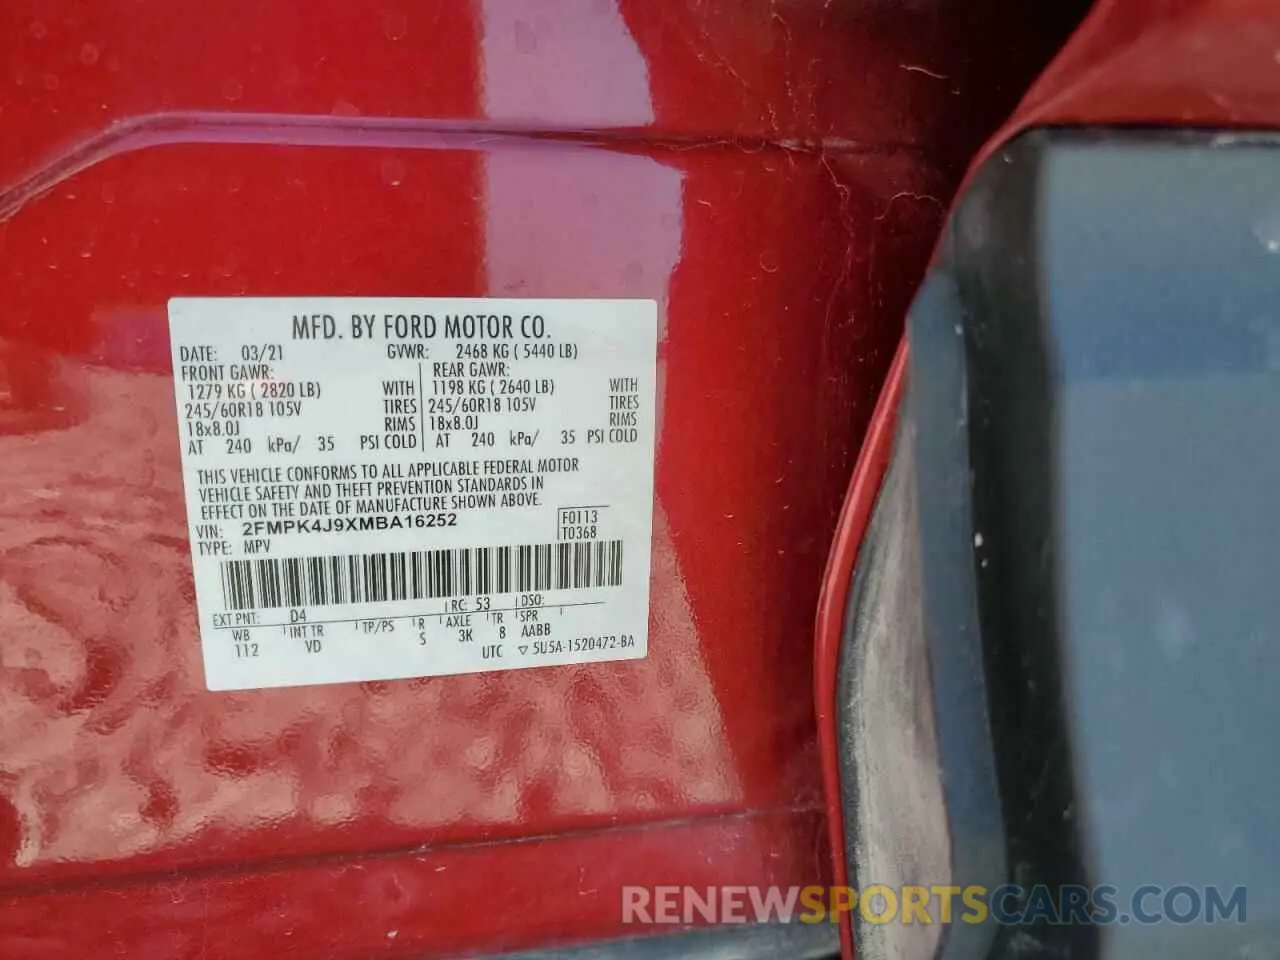 MFD. BY FORD MOTOR CO.
DATE: 03/21 GVWR: 2468 KG ( 5440 LB)
FRONT GAWR: REAR GAWR:
1279 KG ( 2820 LB) WITH 1198 KG ( 2640 LB) WITH
245/60R18 105V TIRES 245/60R18 105V TIRES
18x8.0J RIMS 18x8.0J RIMS
AT 240 kPa/ 35 PSI COLD AT 240 kPa/ 35 PSI COLD
THIS VEHICLE CONFORMS TO ALL APPLICABLE FEDERAL MOTOR
VEHICLE SAFETY AND THEFT PREVENTION STANDARDS IN
EFFECT ON THE DATE OF MANUFACTURE SHOWN ABOVE.
VIN: 2FMPK4J9XMBA16252 F0113
TYPE: MPV T0368
EXT PNT: D4 RC: 53 DSO:
WB INT TR TP/PS R AXLE TR SPR
112 VD S 3K 8 AABB
UTC ▽ 5U5A-1520472-BA
RENEWSPORTSCARS.COM